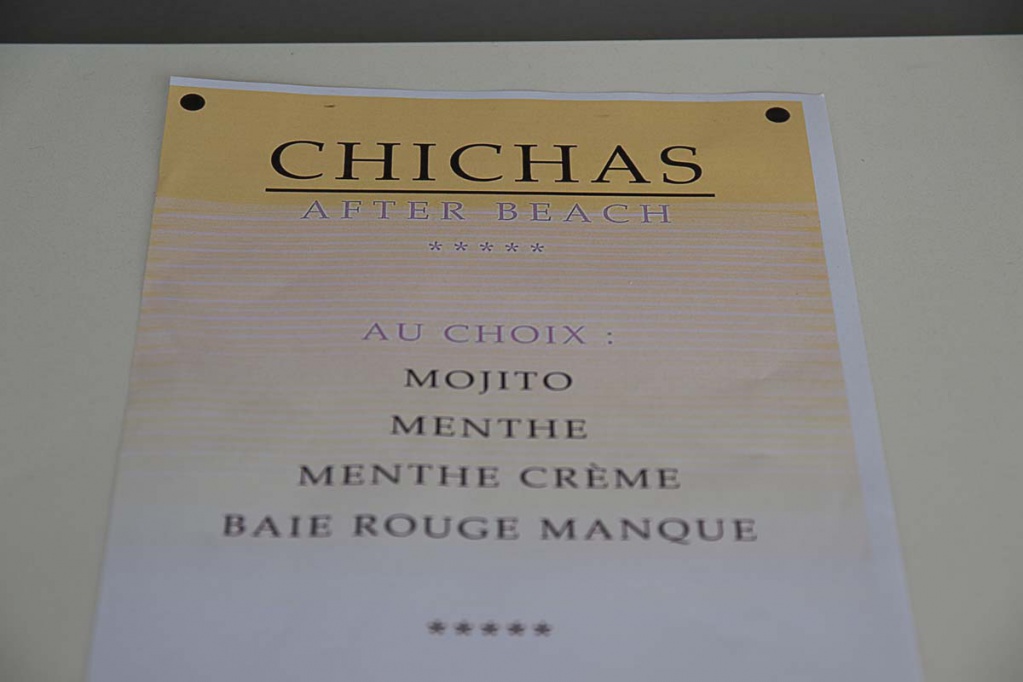 CHICHAS
AFTER BEACH
*****
AU CHOIX :
MOJITO
MENTHE
MENTHE CRÈME
BAIE ROUGE MANQUE
*****